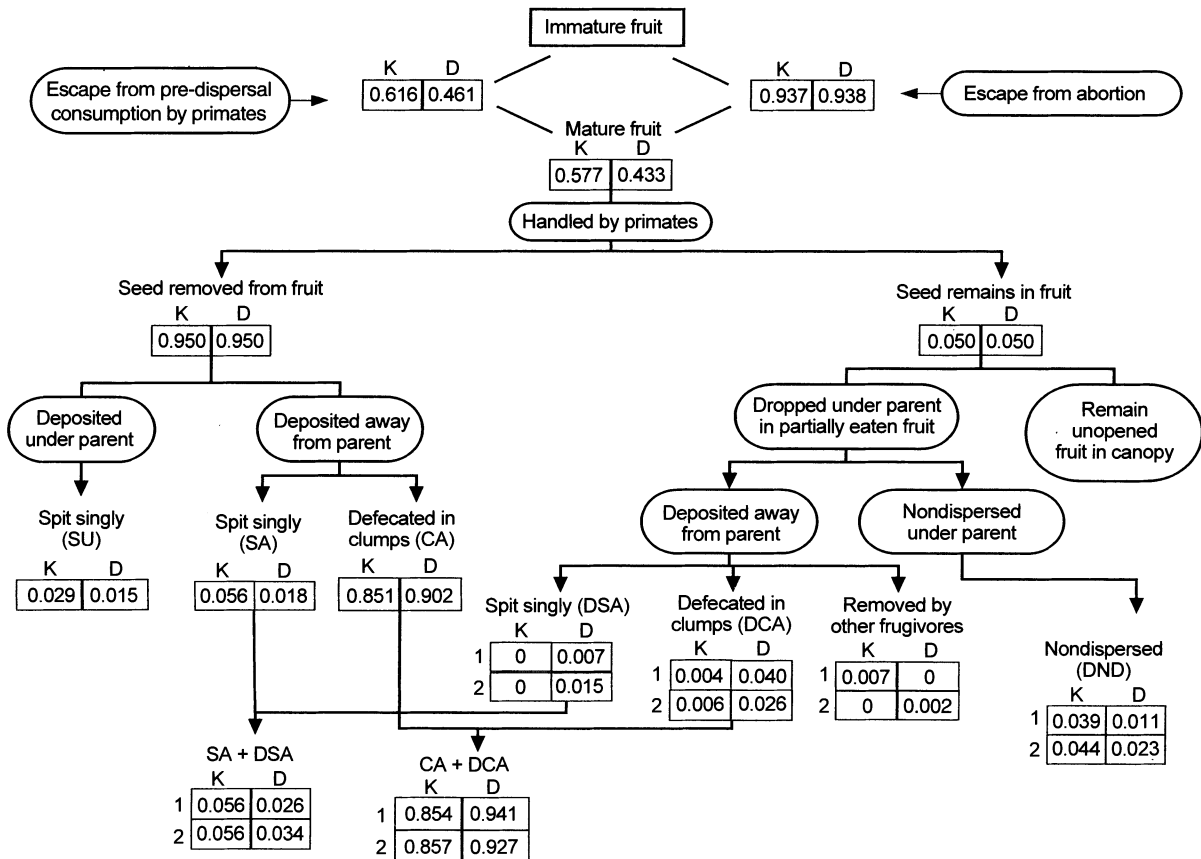 Immature fruit
K D
0.616 0.461
K D
0.937 0.938
Escape from pre-dispersal
consumption by primates
Escape from abortion
Mature fruit
K D
0.577 0.433
Handled by primates
Seed removed from fruit
K D
0.950 0.950
Seed remains in fruit
K D
0.050 0.050
Deposited
under parent
Deposited away
from parent
Dropped under parent
in partially eaten fruit
Remain
unopened
fruit in canopy
Spit singly
(SU)
K D
0.029 0.015
Spit singly
(SA)
K D
0.056 0.018
Defecated in
clumps (CA)
K D
0.851 0.902
Deposited away
from parent
Nondispersed
under parent
Spit singly (DSA)
K D
1 0 0.007
2 0 0.015
Defecated in
clumps (DCA)
K D
1 0.004 0.040
2 0.006 0.026
Removed by
other frugivores
K D
1 0.007 0
2 0 0.002
Nondispersed
(DND)
K D
1 0.039 0.011
2 0.044 0.023
SA + DSA
K D
1 0.056 0.026
2 0.056 0.034
CA + DCA
K D
1 0.854 0.941
2 0.857 0.927